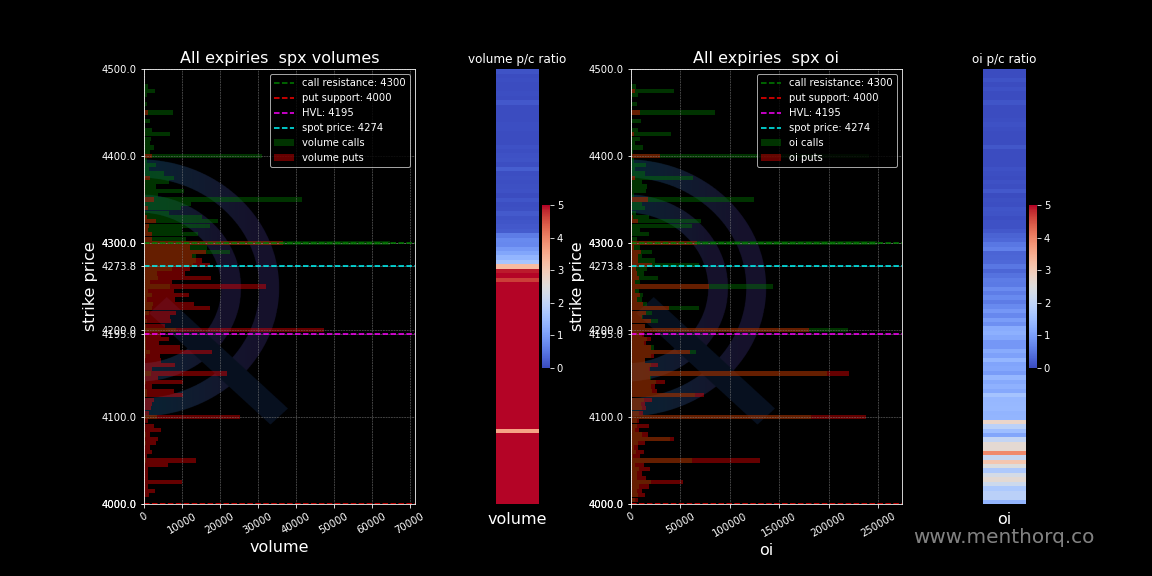 All expiries  spx volumes
volume p/c ratio
All expiries  spx oi
oi p/c ratio
4500.0
4400.0
4300.0
4273.8
4200.0
4195.0
4100.0
4000.0
strike price
call resistance: 4300
put support: 4000
HVL: 4195
spot price: 4274
volume calls
volume puts
0
10000
20000
30000
40000
50000
60000
70000
volume
5
4
3
2
1
0
volume
4500.0
4400.0
4300.0
4273.8
4200.0
4195.0
4100.0
4000.0
strike price
call resistance: 4300
put support: 4000
HVL: 4195
spot price: 4274
oi calls
oi puts
0
50000
100000
150000
200000
250000
oi
5
4
3
2
1
0
oi
www.menthorq.co